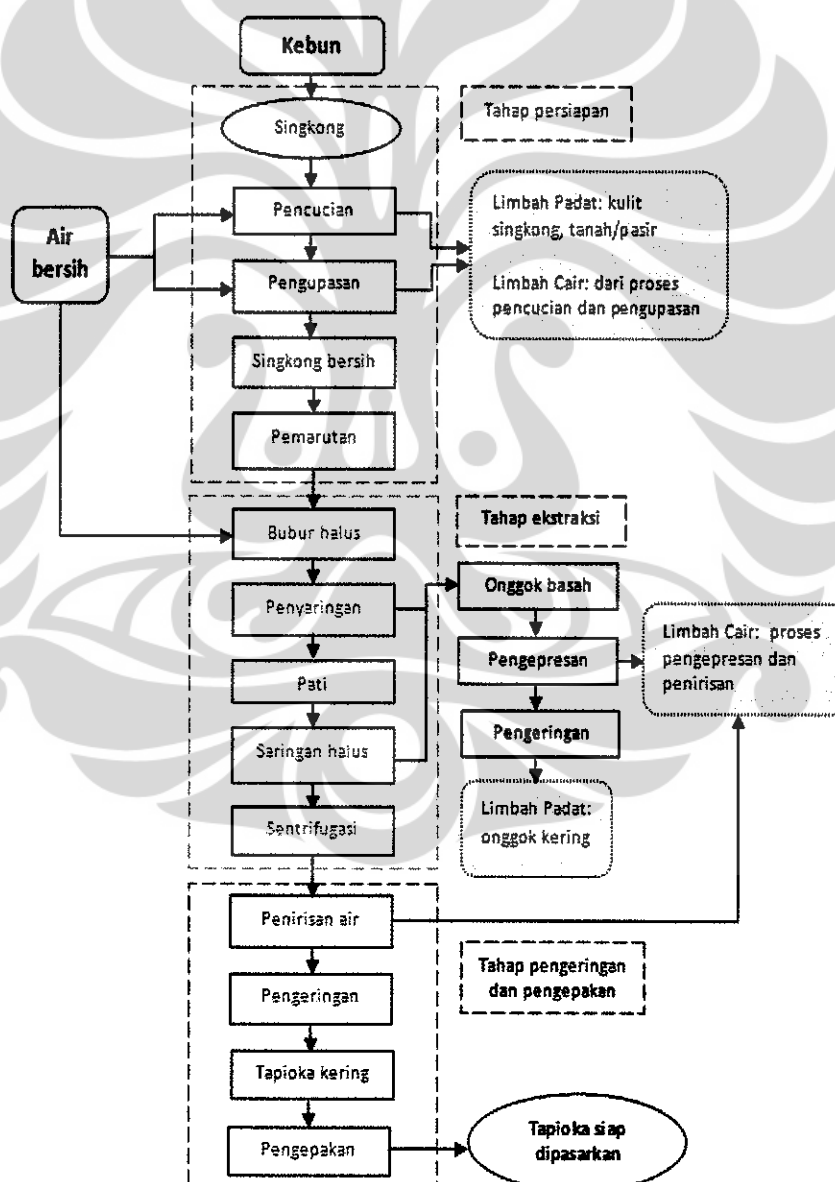 Kebun
Singkong
Tahap persiapan
Pencucian
Limbah Padat: kulit
singkong, tanah/pasir
Limbah Cair: dari proses
pencucian dan pengupasan
Air
bersih
Pengupasan
Singkong bersih
Pemarutan
Tahap ekstraksi
Bubur halus
Onggok basah
Penyaringan
Limbah Cair: proses
pengepresan dan
penirisan
Pengepresan
Pati
Pengeringan
Saringan halus
Limbah Padat:
onggok kering
Sentrifugasi
Penirisan air
Tahap pengeringan
dan pengepakan
Pengeringan
Tapioka kering
Pengepakan
Tapioka siap
dipasarkan